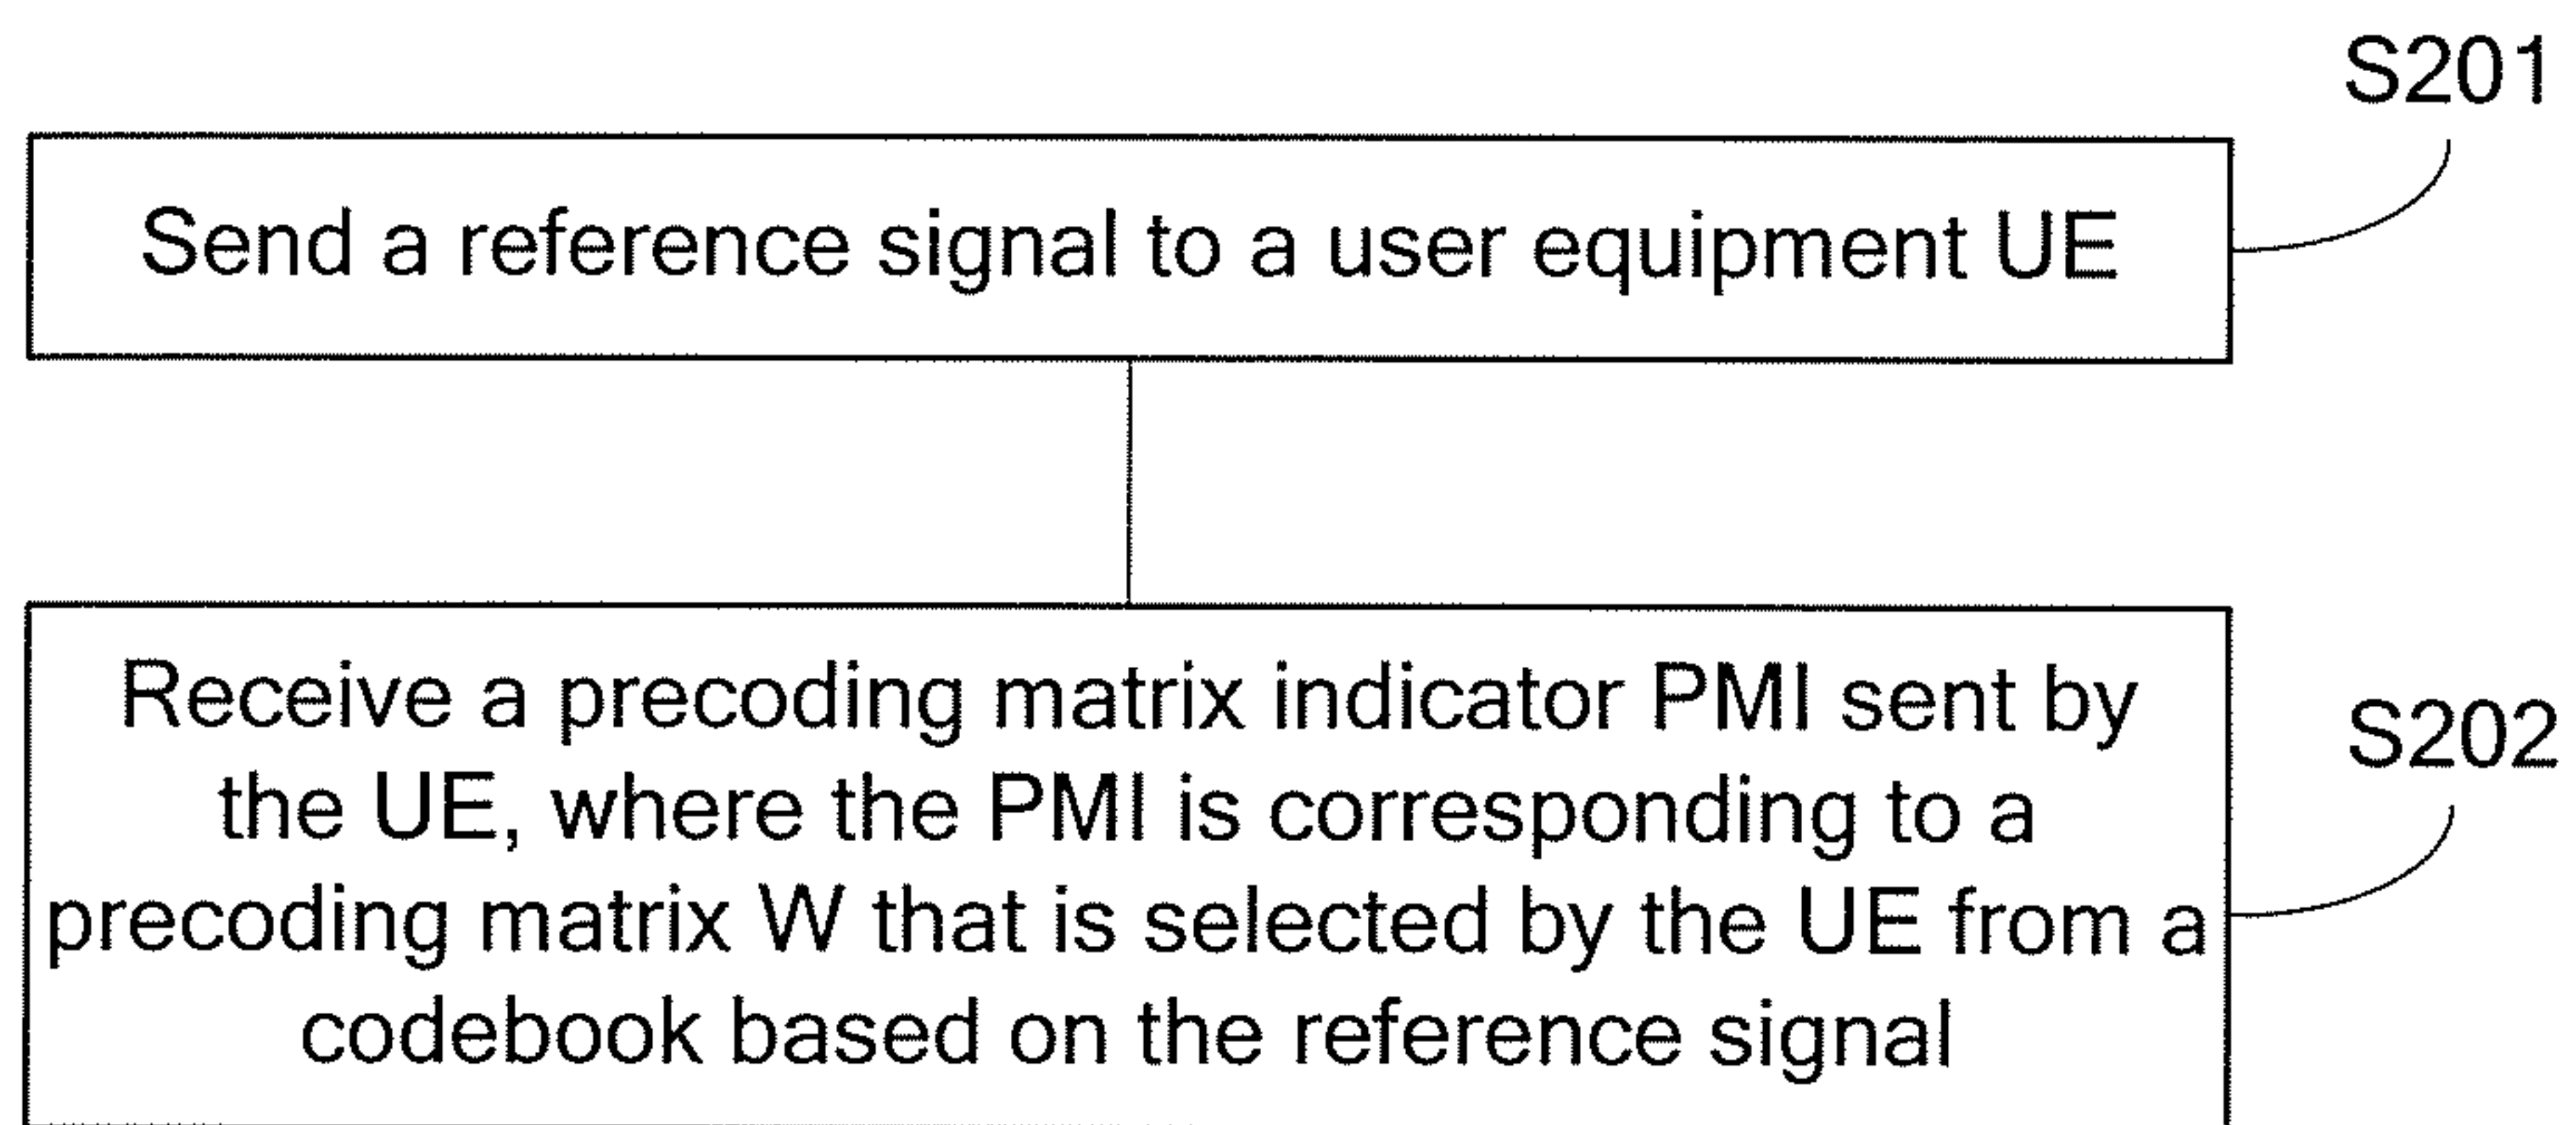 S201
Send a reference signal to a user equipment UE
Receive a precoding matrix indicator PMI sent by
the UE, where the PMI is corresponding to a
precoding matrix W that is selected by the UE from a
codebook based on the reference signal
S202